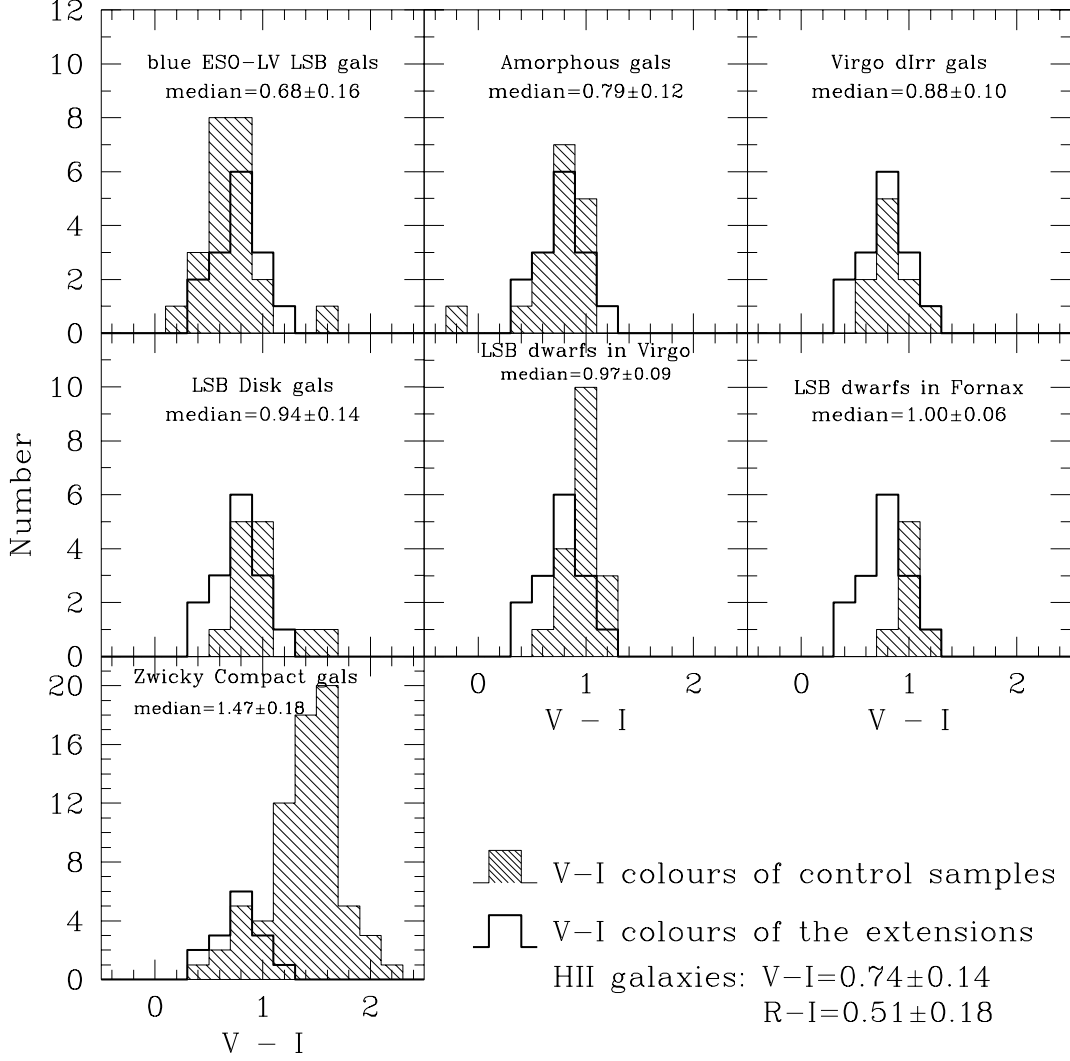 12
10
8
6
4
2
0
blue ESO−LV LSB gals
median=0.68±0.16
Amorphous gals
median=0.79±0.12
Virgo dIrr gals
median=0.88±0.10
Number
10
8
6
4
2
0
LSB Disk gals
median=0.94±0.14
LSB dwarfs in Virgo
median=0.97±0.09
LSB dwarfs in Fornax
median=1.00±0.06
0 1 2
V − I
0 1 2
V − I
20
16
12
8
4
0
Zwicky Compact gals
median=1.47±0.18
0 1 2
V − I
V−I colours of control samples
V−I colours of the extensions
HII galaxies: V−I=0.74±0.14
R−I=0.51±0.18